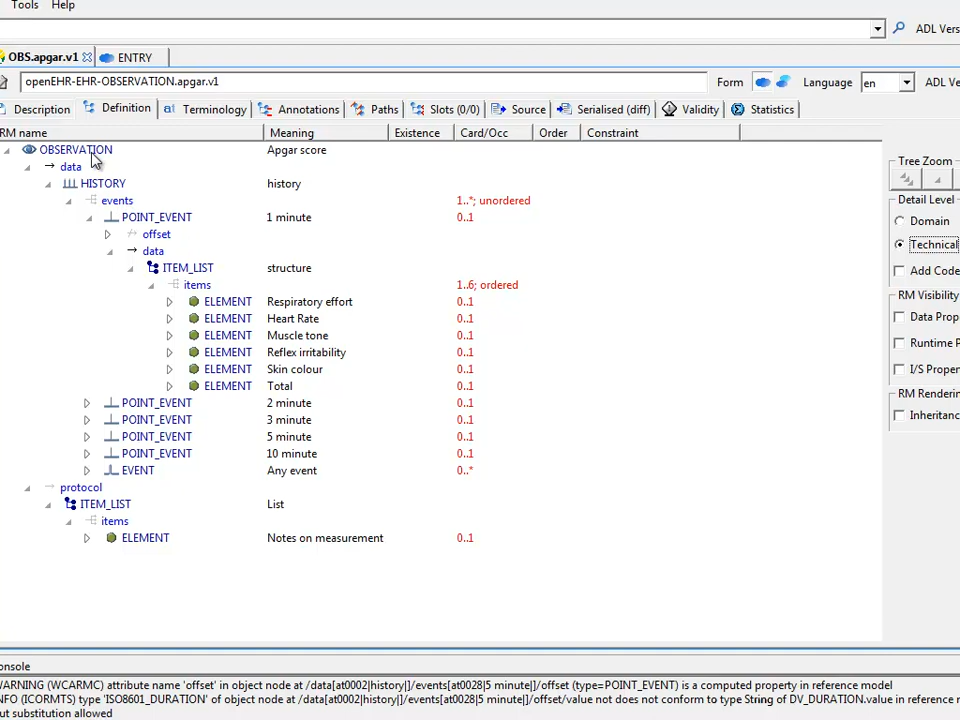 Tools Help
ADL Vers
OBS.apgar.v1 ENTRY
openEHR-EHR-OBSERVATION.apgar.v1 Form Language en ADL Ve
Description Definition Terminology Annotations Paths Slots (0/0) Source Serialised (diff) Validity Statistics
RM name Meaning Existence Card/Occ Order Constraint
OBSERVATION Apgar score
data
HISTORY history
events 1..*; unordered
POINT_EVENT 1 minute 0..1
offset
data
ITEM_LIST structure
items 1..6; ordered
ELEMENT Respiratory effort 0..1
ELEMENT Heart Rate 0..1
ELEMENT Muscle tone 0..1
ELEMENT Reflex irritability 0..1
ELEMENT Skin colour 0..1
ELEMENT Total 0..1
POINT_EVENT 2 minute 0..1
POINT_EVENT 3 minute 0..1
POINT_EVENT 5 minute 0..1
POINT_EVENT 10 minute 0..1
EVENT Any event 0..*
protocol
ITEM_LIST List
items
ELEMENT Notes on measurement 0..1
Tree Zoom
Detail Level
Domain
Technical
Add Code
RM Visibility
Data Prop
Runtime P
I/S Proper
RM Renderin
Inheritanc
onsole
WARNING (WCARMC) attribute name 'offset' in object node at /data[at0002|history|]/events[at0028|5 minute|]/offset (type=POINT_EVENT) is a computed property in reference model
NFO (ICORMTS) type 'ISO8601_DURATION' of object node at /data[at0002|history|]/events[at0028|5 minute|]/offset/value not does not conform to type String of DV_DURATION.value in reference m
ut substitution allowed